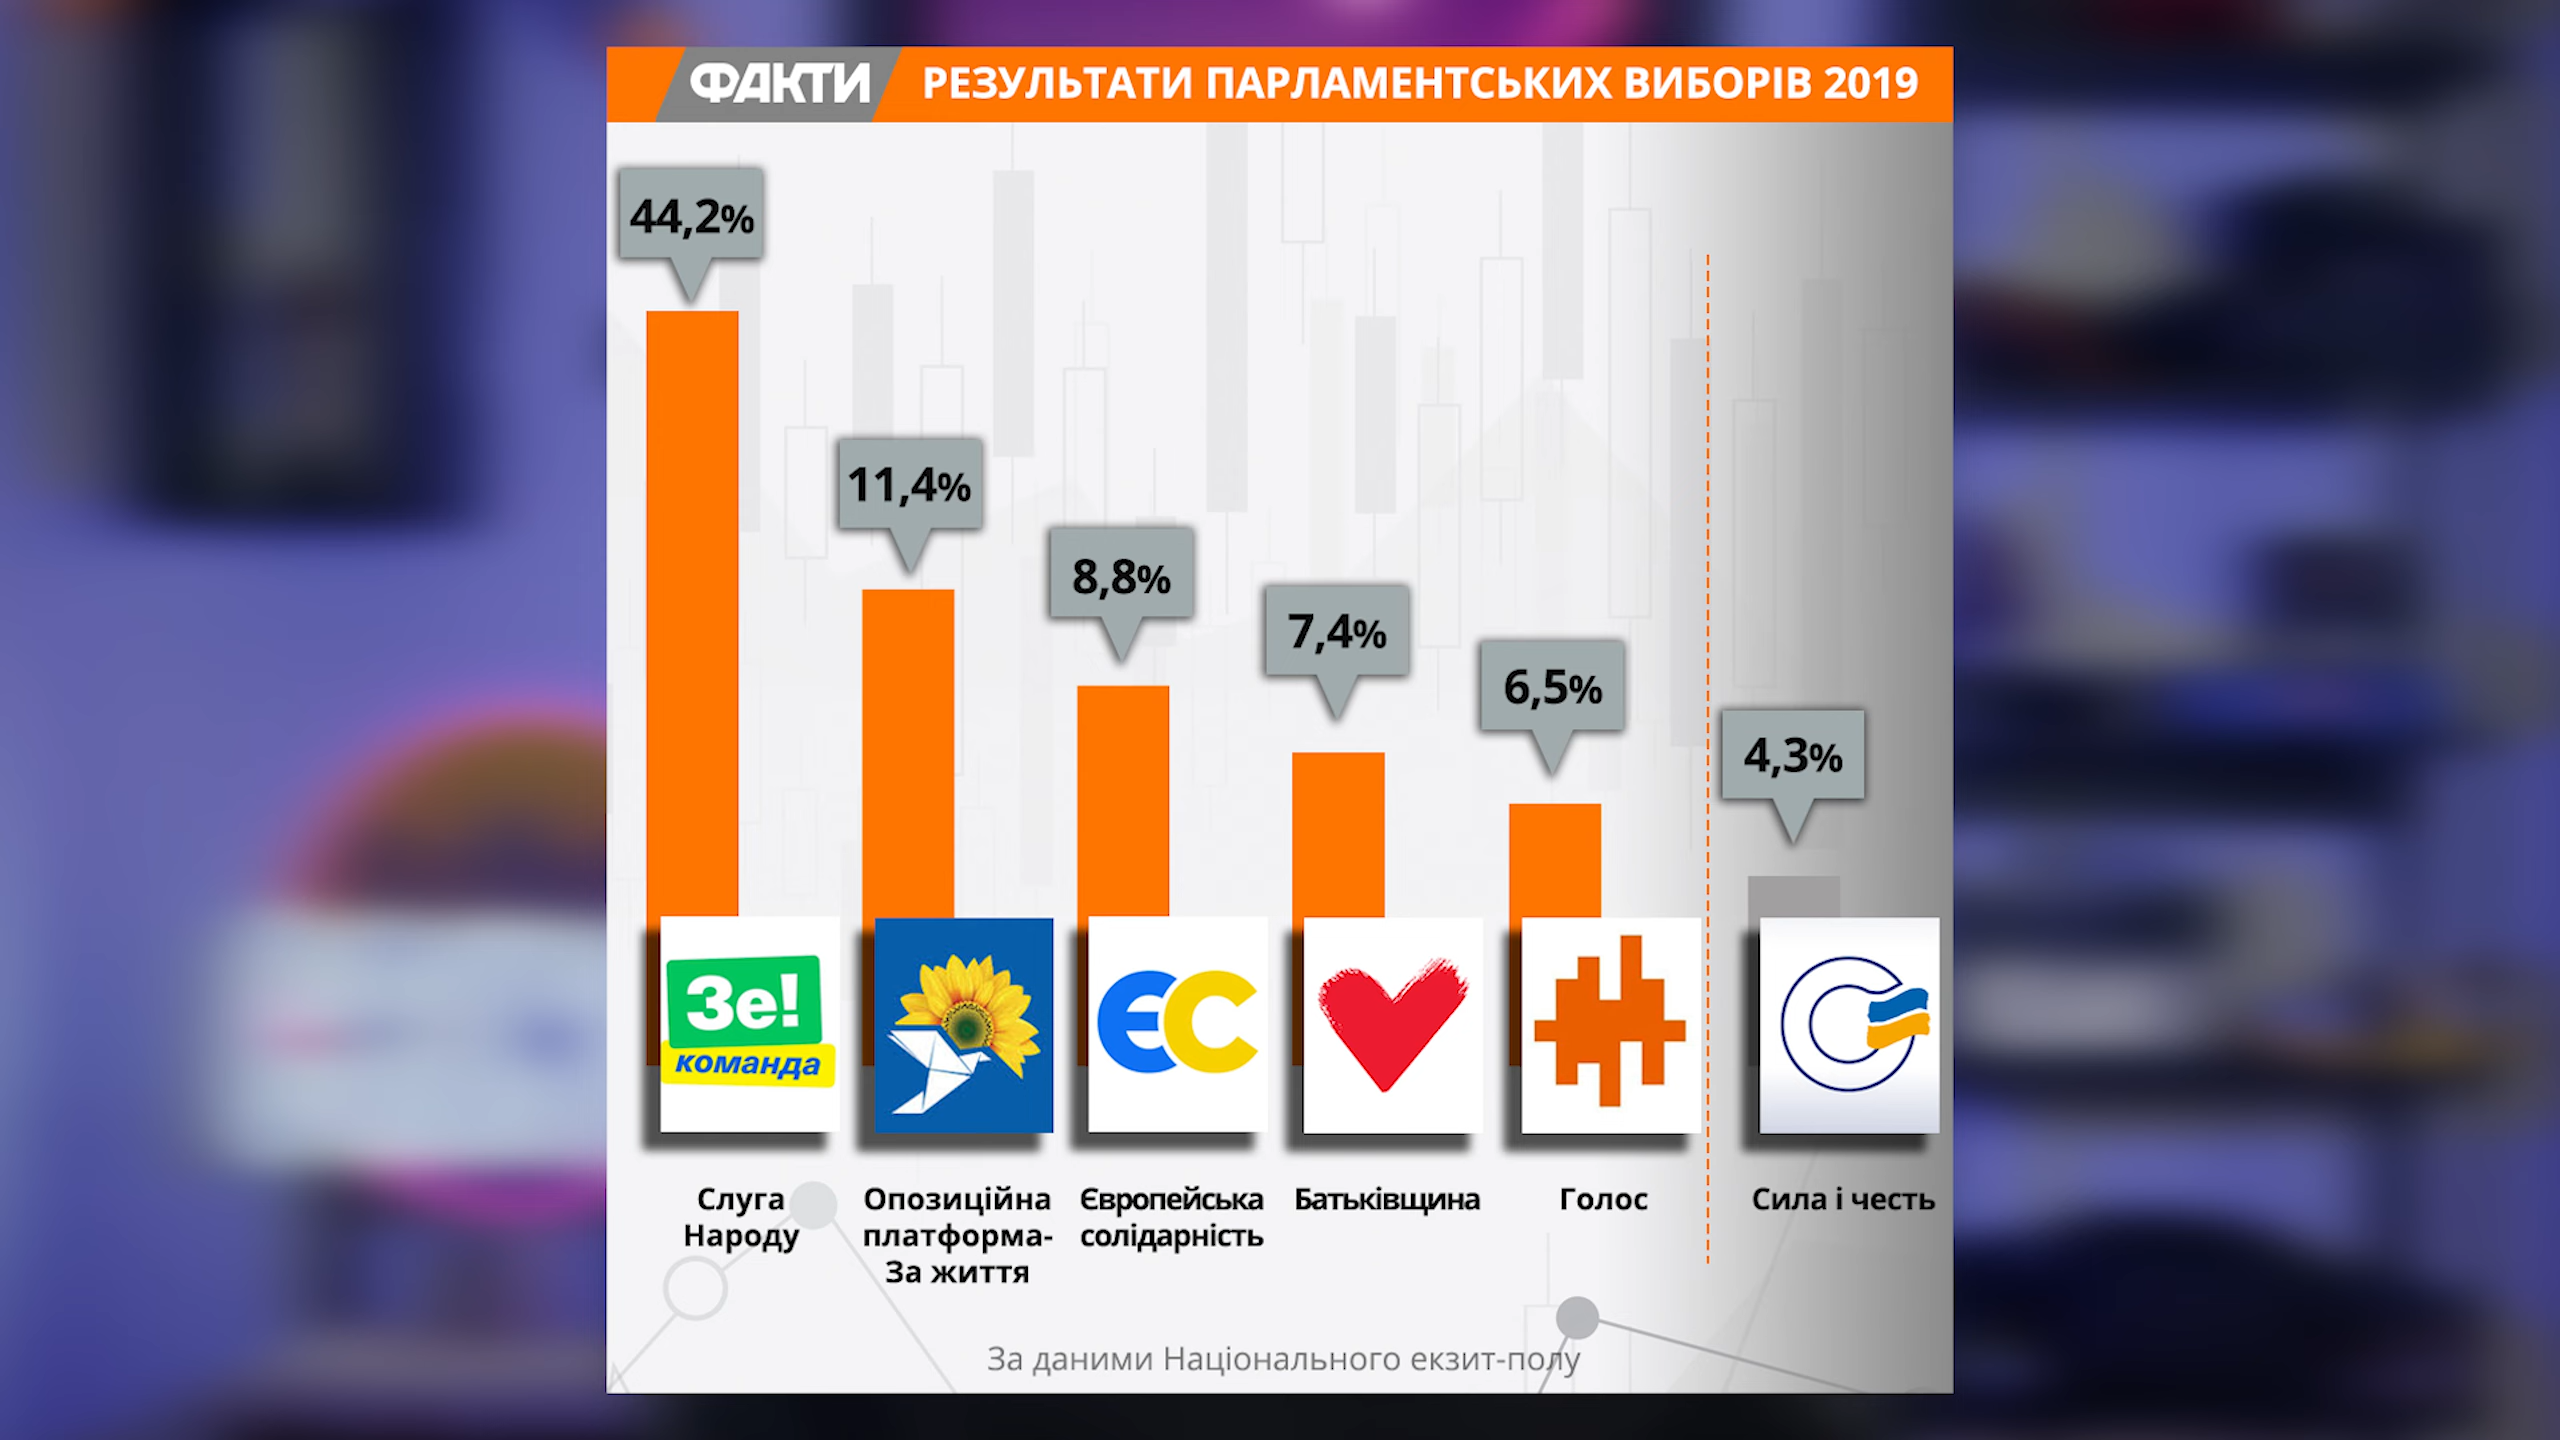 ФАКТИ
РЕЗУЛЬТАТИ ПАРЛАМЕНТСЬКИХ ВИБОРІВ 2019
44,2%
11,4%
8,8%
7,4%
6,5%
4,3%
Зе!
команда
ЄС
Слуга
Народу
Опозиційна
платформа-
За життя
Європейська
солідарність
Батьківщина
Голос
Сила і честь
За даними Національного екзит-полу